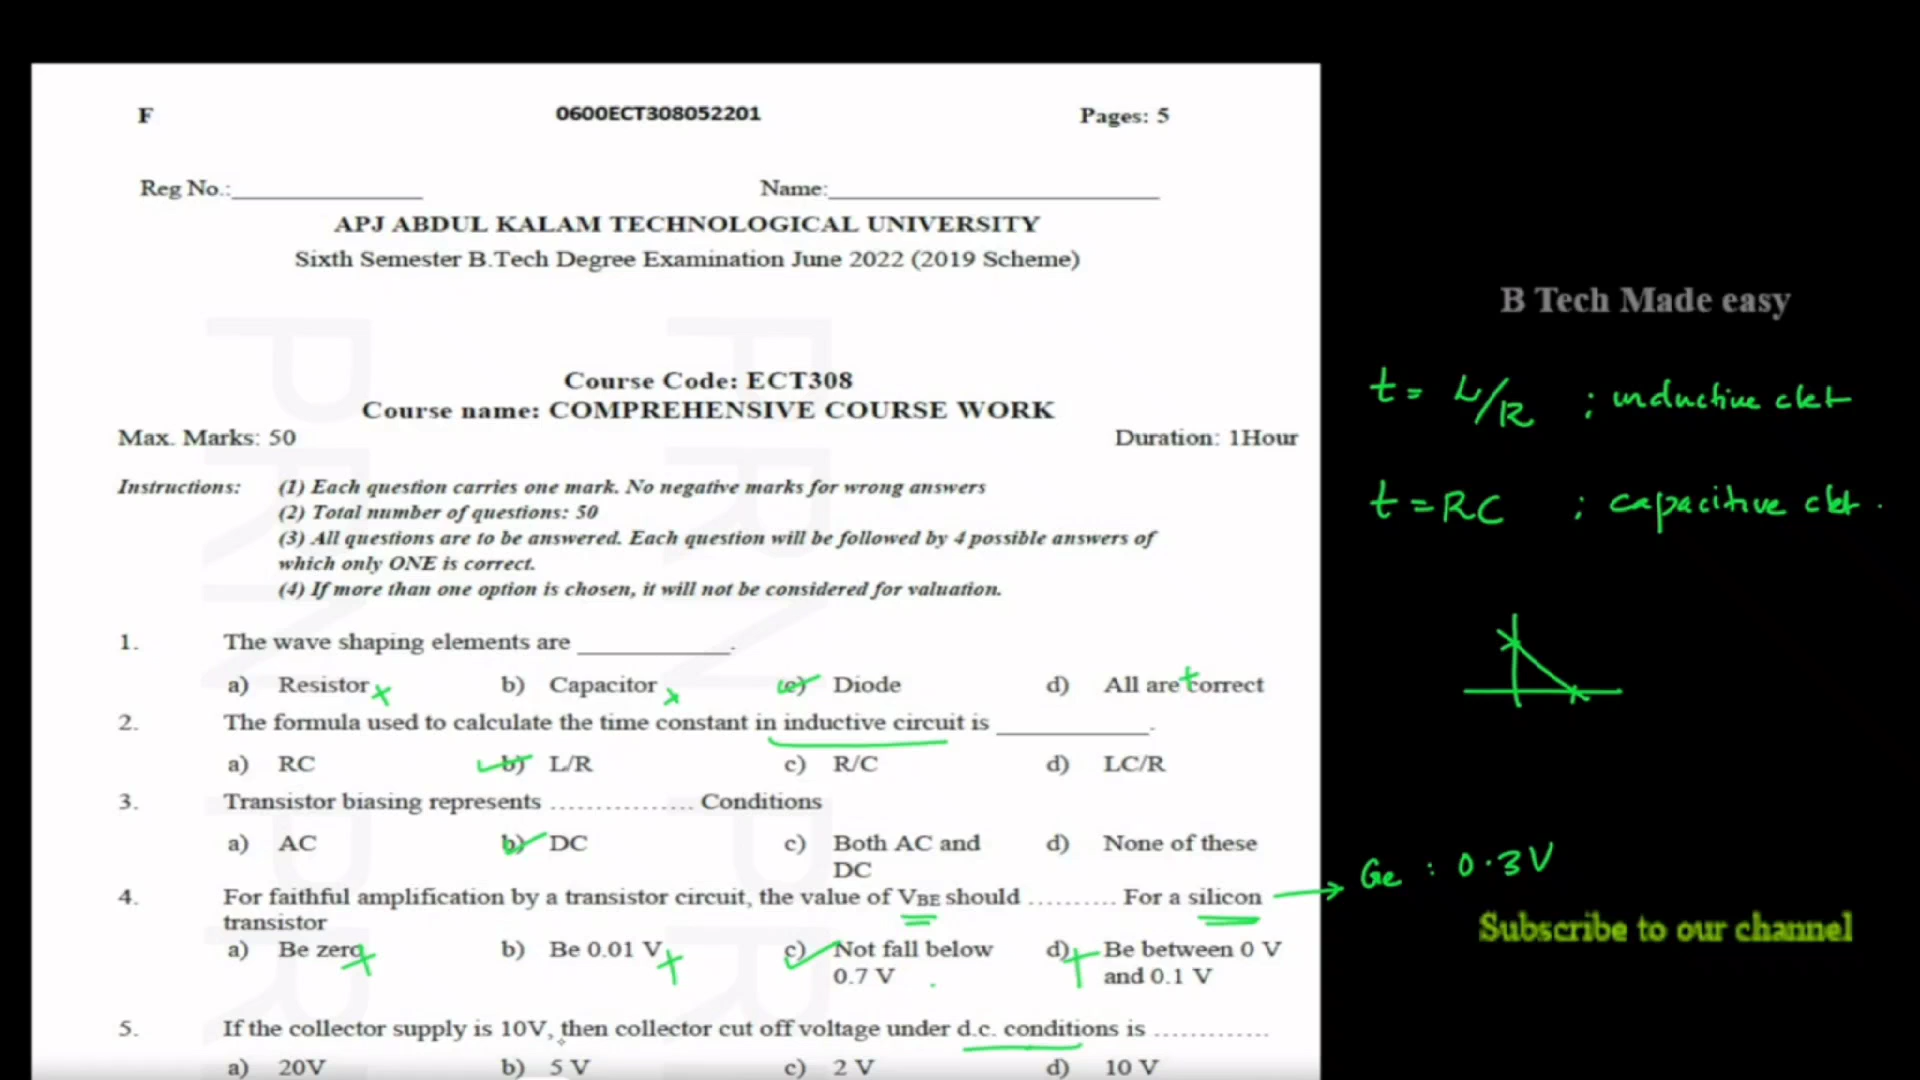 F 0600ECT308052201 Pages: 5
Reg No.:____________ Name:____________
APJ ABDUL KALAM TECHNOLOGICAL UNIVERSITY
Sixth Semester B.Tech Degree Examination June 2022 (2019 Scheme)
Course Code: ECT308
Course name: COMPREHENSIVE COURSE WORK
Max. Marks: 50 Duration: 1Hour
Instructions: (1) Each question carries one mark. No negative marks for wrong answers
(2) Total number of questions: 50
(3) All questions are to be answered. Each question will be followed by 4 possible answers of
which only ONE is correct.
(4) If more than one option is chosen, it will not be considered for valuation.
1. The wave shaping elements are ____________.
a) Resistor b) Capacitor c) Diode d) All are correct
2. The formula used to calculate the time constant in inductive circuit is ____________.
a) RC b) L/R c) R/C d) LC/R
3. Transistor biasing represents ................ Conditions
a) AC b) DC c) Both AC and d) None of these
DC
4. For faithful amplification by a transistor circuit, the value of VBE should .......... For a silicon
transistor
a) Be zero b) Be 0.01 V c) Not fall below d) Be between 0 V
0.7 V and 0.1 V
5. If the collector supply is 10V, then collector cut off voltage under d.c. conditions is .............
a) 20V b) 5 V c) 2 V d) 10 V
B Tech Made easy
t = L/R ; inductive ckt
t = RC ; capacitive ckt.
Ge : 0.3V
Subscribe to our channel
PRN PR
PRN PR